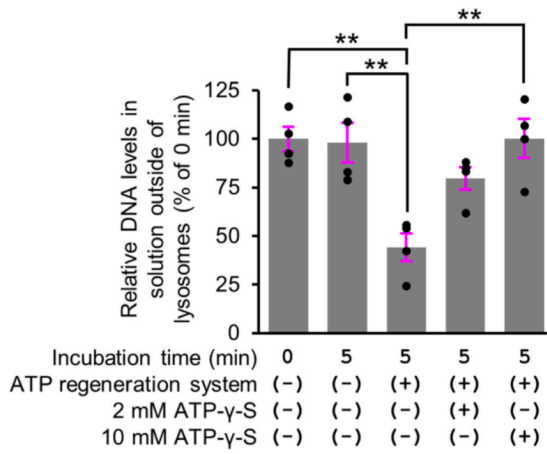 **
**
**
Relative DNA levels in
solution outside of
lysosomes (% of 0 min)
125
100
75
50
25
0
Incubation time (min) 0 5 5 5 5
ATP regeneration system (-) (-) (+) (+) (+)
2 mM ATP-γ-S (-) (-) (-) (+) (-)
10 mM ATP-γ-S (-) (-) (-) (-) (+)